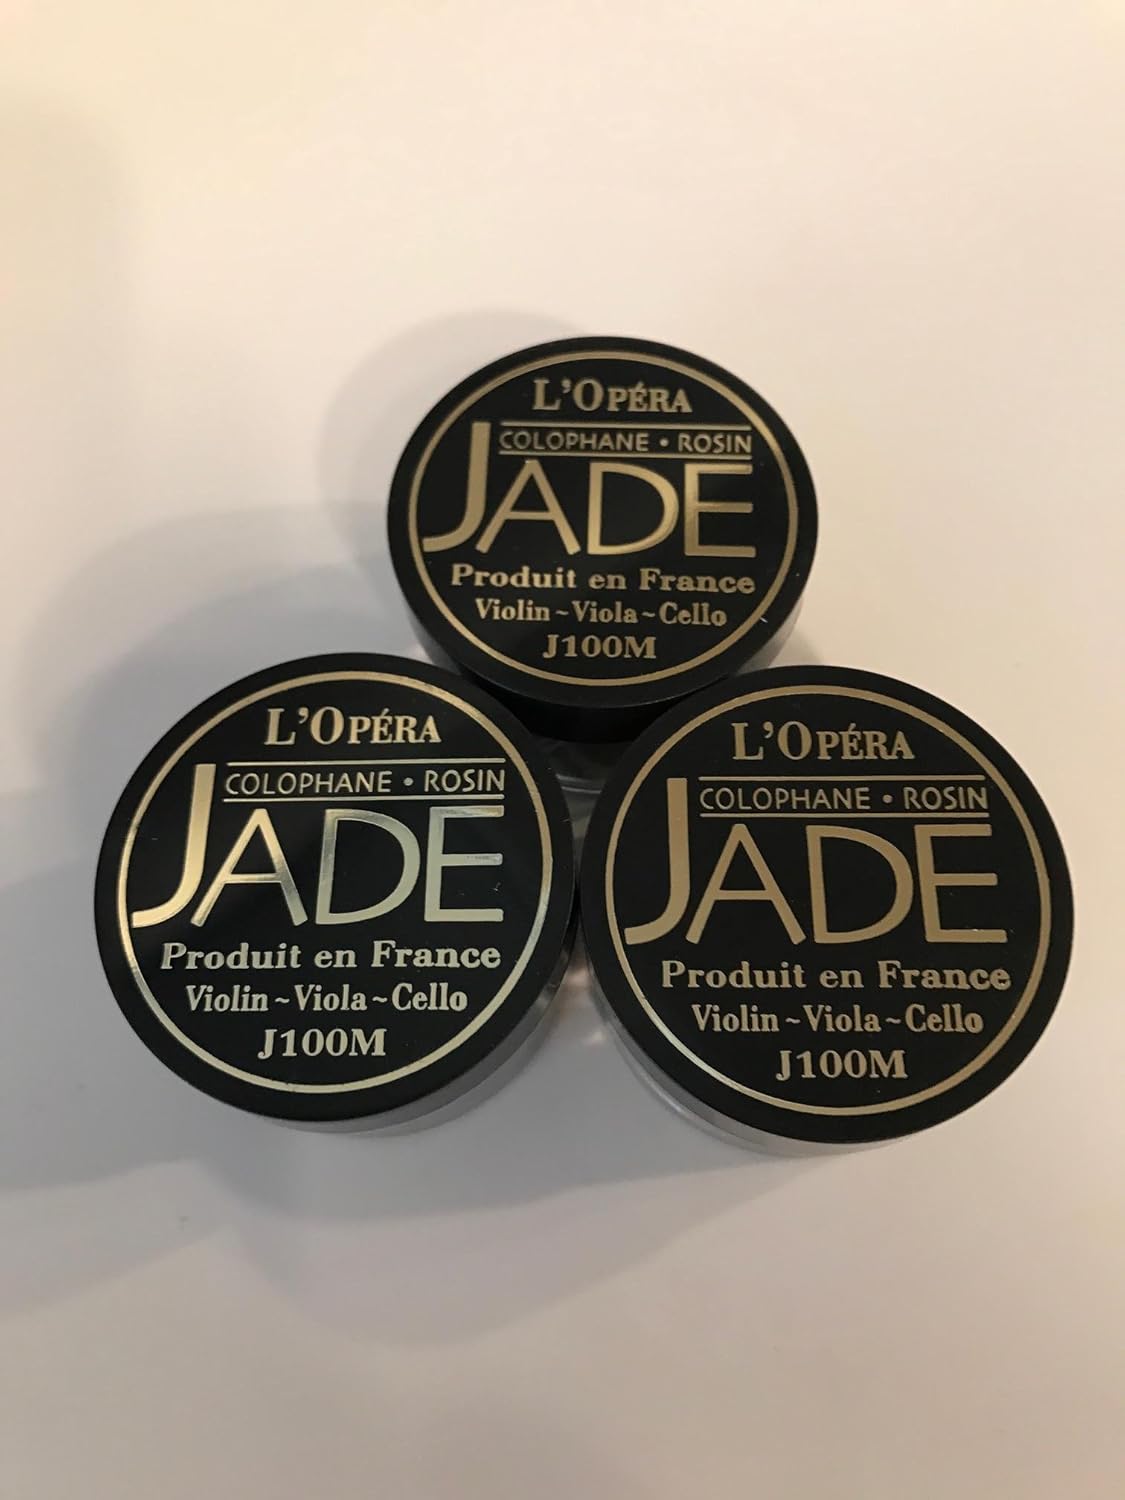 L'OPÉRA
COLOPHANE • ROSIN
JADE
Produit en France
Violin~Viola~Cello
J100M
L'OPÉRA
COLOPHANE • ROSIN
JADE
Produit en France
Violin~Viola~Cello
J100M
L'OPÉRA
COLOPHANE • ROSIN
JADE
Produit en France
Violin~Viola~Cello
J100M